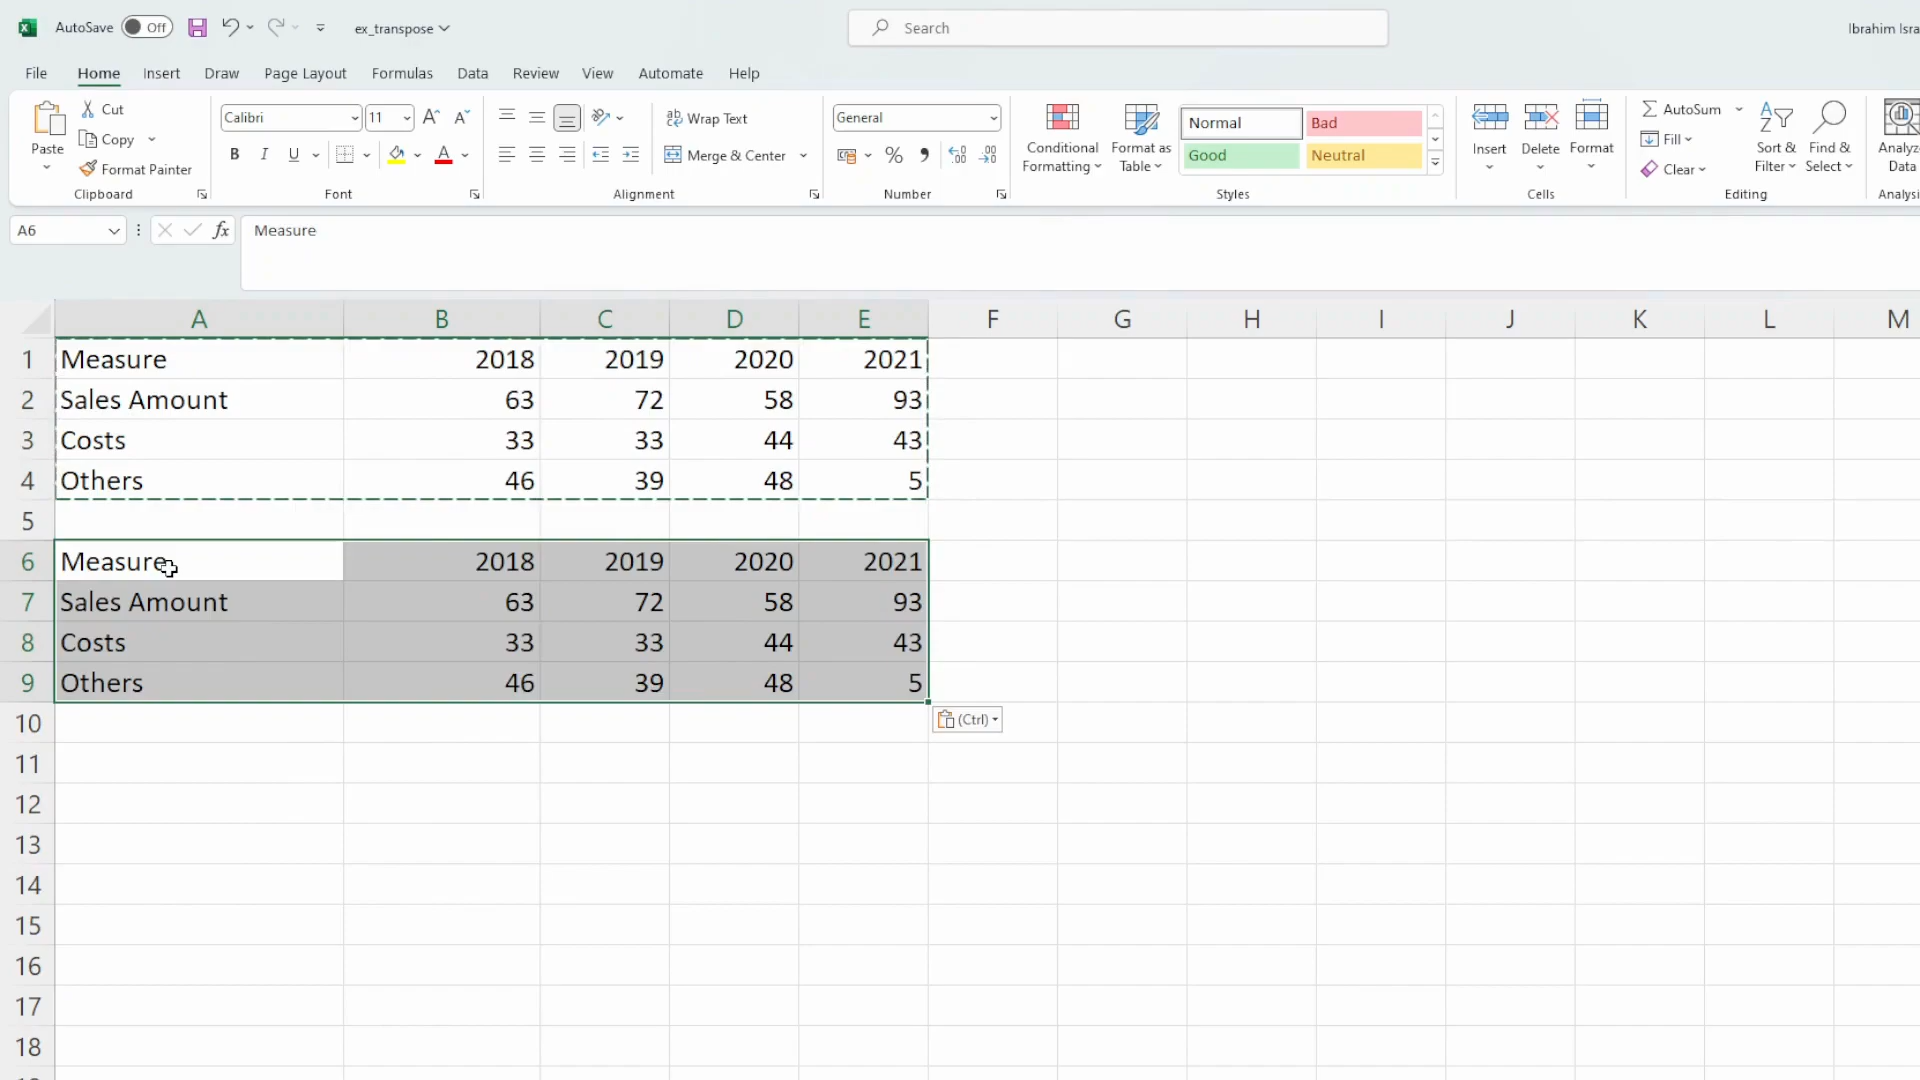 AutoSave Off ex_transpose Search Ibrahim Isra
File Home Insert Draw Page Layout Formulas Data Review View Automate Help
Paste
Cut
Copy
Format Painter
Clipboard
Calibri 11
B I U A
Font
Wrap Text
Merge & Center
Alignment
General
%
Number
Conditional
Formatting
Format as
Table
Normal Bad
Good Neutral
Styles
Insert Delete Format
Cells
AutoSum
Fill
Clear
Sort &
Filter
Find &
Select
Editing
Analyze
Data
Analysi
A6 fx Measure
A B C D E F G H I J K L M
1 Measure 2018 2019 2020 2021
2 Sales Amount 63 72 58 93
3 Costs 33 33 44 43
4 Others 46 39 48 5
5
6 Measure 2018 2019 2020 2021
7 Sales Amount 63 72 58 93
8 Costs 33 33 44 43
9 Others 46 39 48 5
(Ctrl)
10
11
12
13
14
15
16
17
18